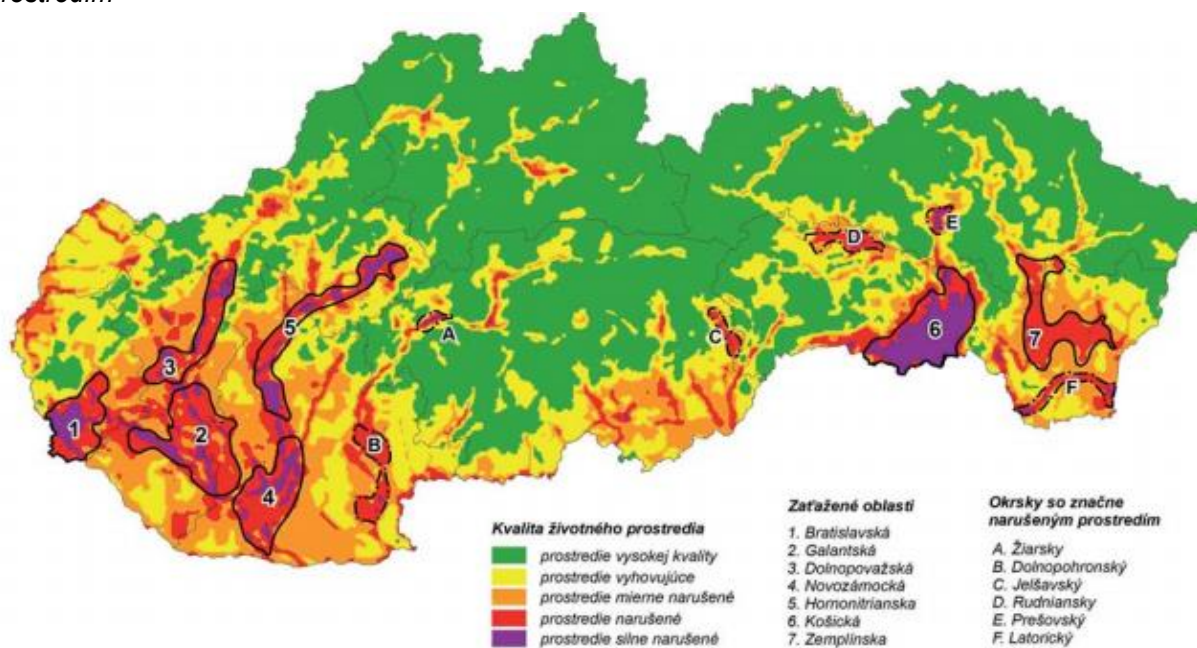 A
B
C
D
E
F
1
2
3
4
5
6
7
Kvalita životného prostredia
prostredie vysokej kvality
prostredie vyhovujúce
prostredie mierne narušené
prostredie narušené
prostredie silne narušené
Zaťažené oblasti
1. Bratislavská
2. Galantská
3. Dolnopovažská
4. Novozámocká
5. Hornonitrianska
6. Košická
7. Zemplínska
Okrsky so značne
narušeným prostredím
A. Žiarsky
B. Dolnopohronský
C. Jelšavský
D. Rudniansky
E. Prešovský
F. Latorický